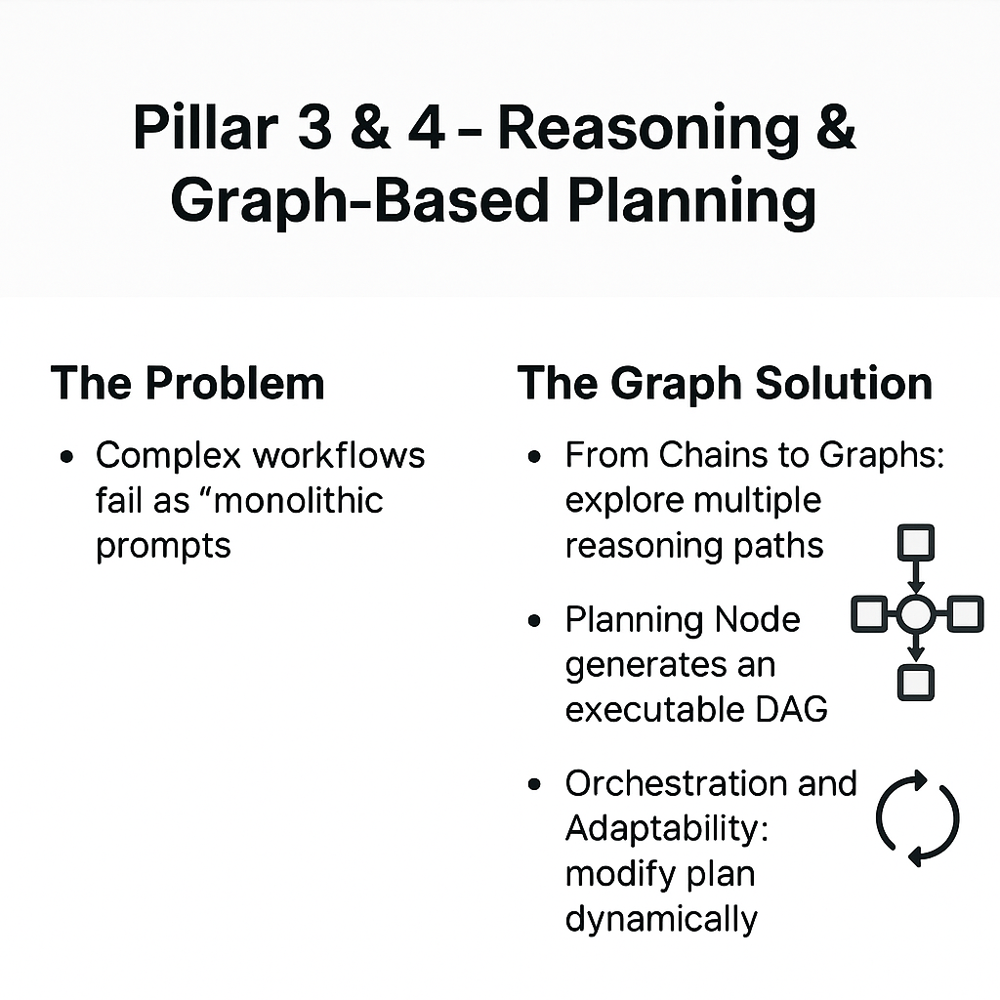 Pillar 3 & 4 – Reasoning &
Graph-Based Planning
The Problem
• Complex workflows
fail as “monolithic
prompts
The Graph Solution
• From Chains to Graphs:
explore multiple
reasoning paths
• Planning Node
generates an
executable DAG
• Orchestration and
Adaptability:
modify plan
dynamically